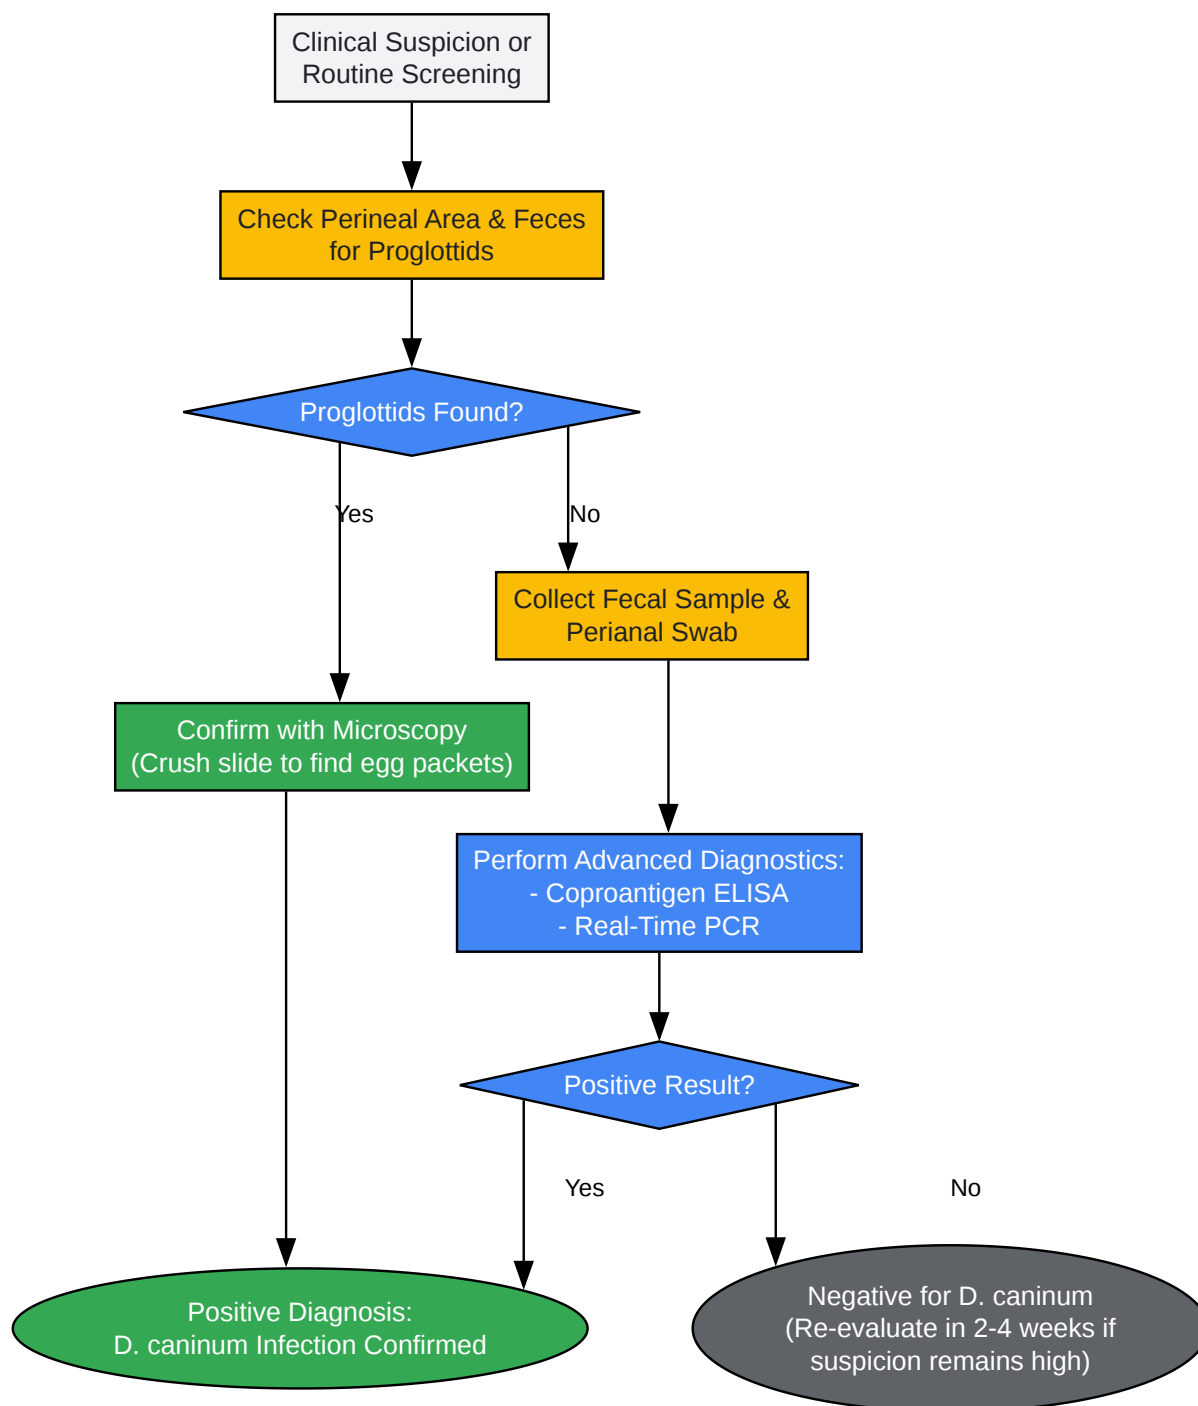 Clinical Suspicion or
Routine Screening
Check Perineal Area & Feces
for Proglottids
Proglottids Found?
Yes
No
Collect Fecal Sample &
Perianal Swab
Confirm with Microscopy
(Crush slide to find egg packets)
Perform Advanced Diagnostics:
- Coproantigen ELISA
- Real-Time PCR
Positive Result?
Yes
No
Positive Diagnosis:
D. caninum Infection Confirmed
Negative for D. caninum
(Re-evaluate in 2-4 weeks if
suspicion remains high)